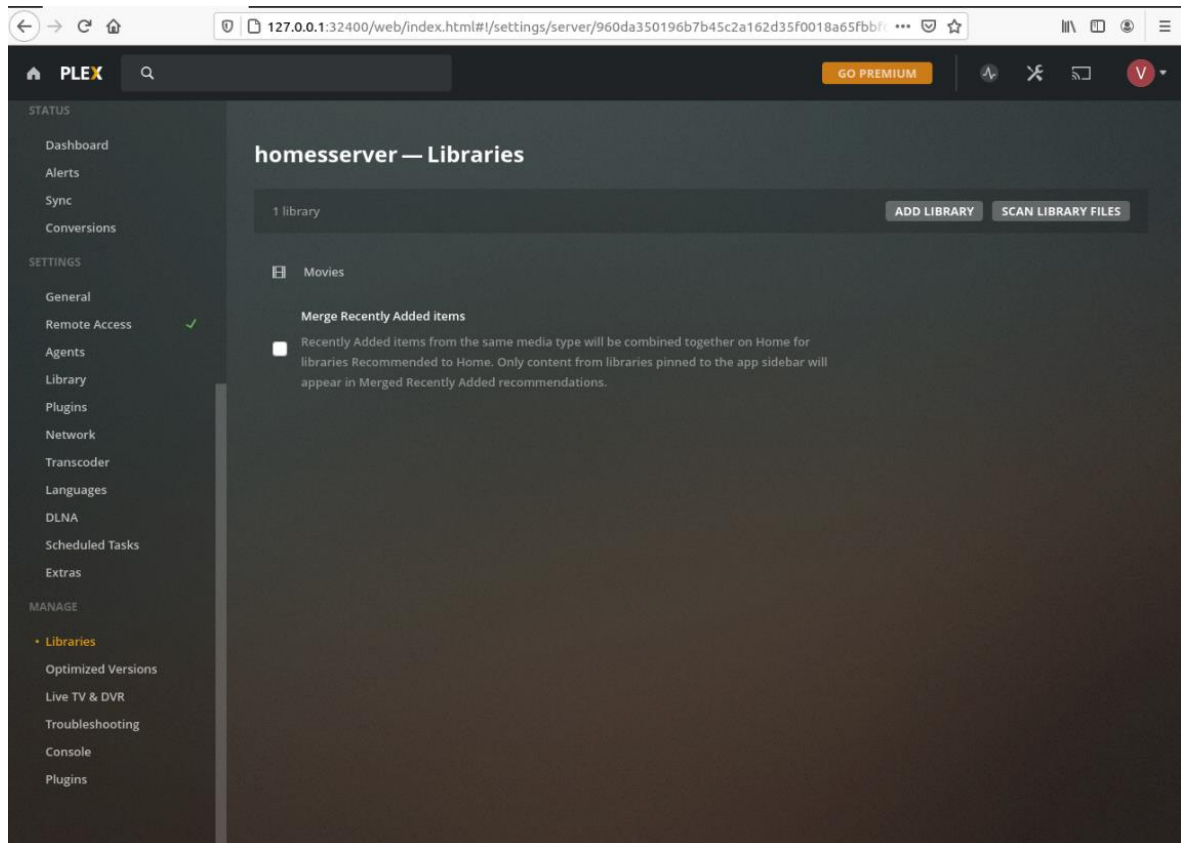 127.0.0.1:32400/web/index.html#!/settings/server/960da350196b7b45c2a162d35f0018a65fbbf
PLEX
GO PREMIUM
V
STATUS
Dashboard
Alerts
Sync
Conversions
SETTINGS
General
Remote Access
Agents
Library
Plugins
Network
Transcoder
Languages
DLNA
Scheduled Tasks
Extras
MANAGE
• Libraries
Optimized Versions
Live TV & DVR
Troubleshooting
Console
Plugins
homesserver — Libraries
1 library
ADD LIBRARY
SCAN LIBRARY FILES
Movies
Merge Recently Added items
Recently Added items from the same media type will be combined together on Home for
libraries Recommended to Home. Only content from libraries pinned to the app sidebar will
appear in Merged Recently Added recommendations.